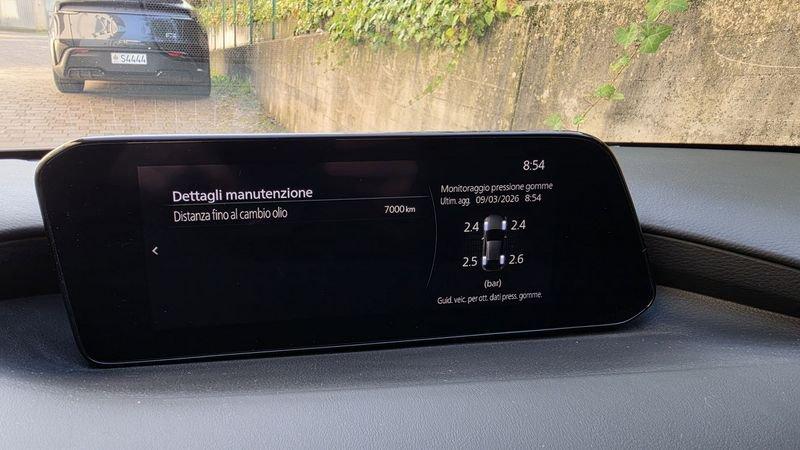 S4444
8:54
Dettagli manutenzione
Distanza fino al cambio olio 7000 km
Monitoraggio pressione gomme
Ultim. agg. 09/03/2026 8:54
2.4 2.4
2.5 2.6
(bar)
Guid. veic. per ott. dati press. gomme.